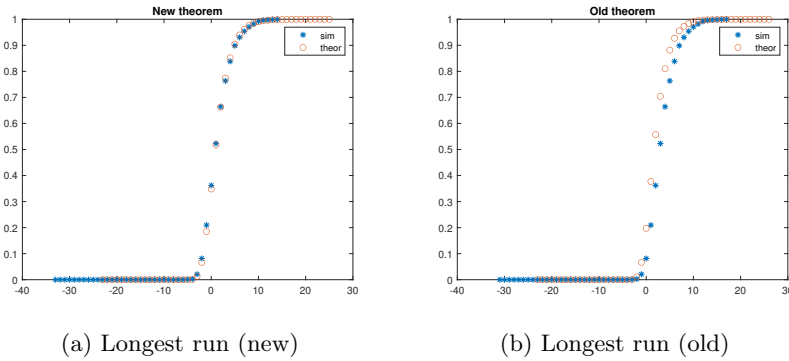 New theorem
1
0.9
0.8
0.7
0.6
0.5
0.4
0.3
0.2
0.1
0
-40 -30 -20 -10 0 10 20 30
sim
theor
(a) Longest run (new)
Old theorem
1
0.9
0.8
0.7
0.6
0.5
0.4
0.3
0.2
0.1
0
-40 -30 -20 -10 0 10 20 30
sim
theor
(b) Longest run (old)